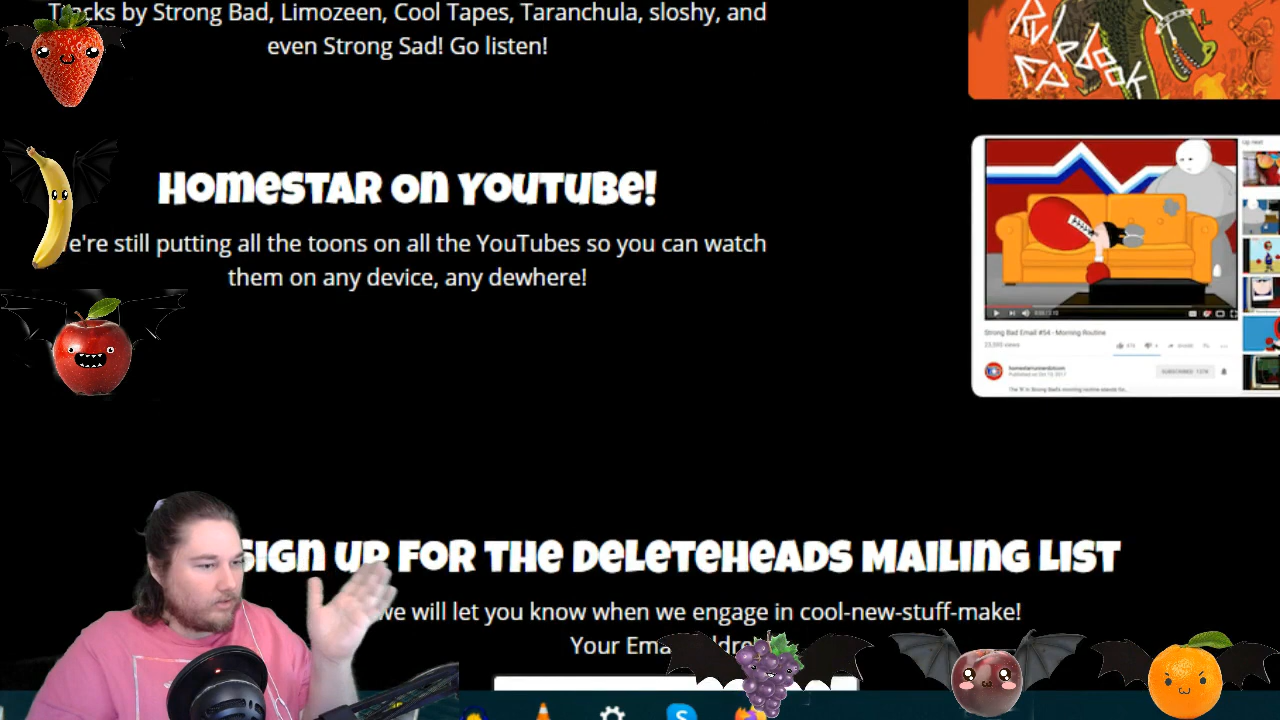 Tracks by Strong Bad, Limozeen, Cool Tapes, Taranchula, sloshy, and
even Strong Sad! Go listen!
Homestar on YouTube!
e're still putting all the toons on all the YouTubes so you can watch
them on any device, any dewhere!
Strong Bad Email #54 - Morning Routine
homestarrunnerdotcom
Sign up for the Deleteheads Mailing List
we will let you know when we engage in cool-new-stuff-make!
Your Ema